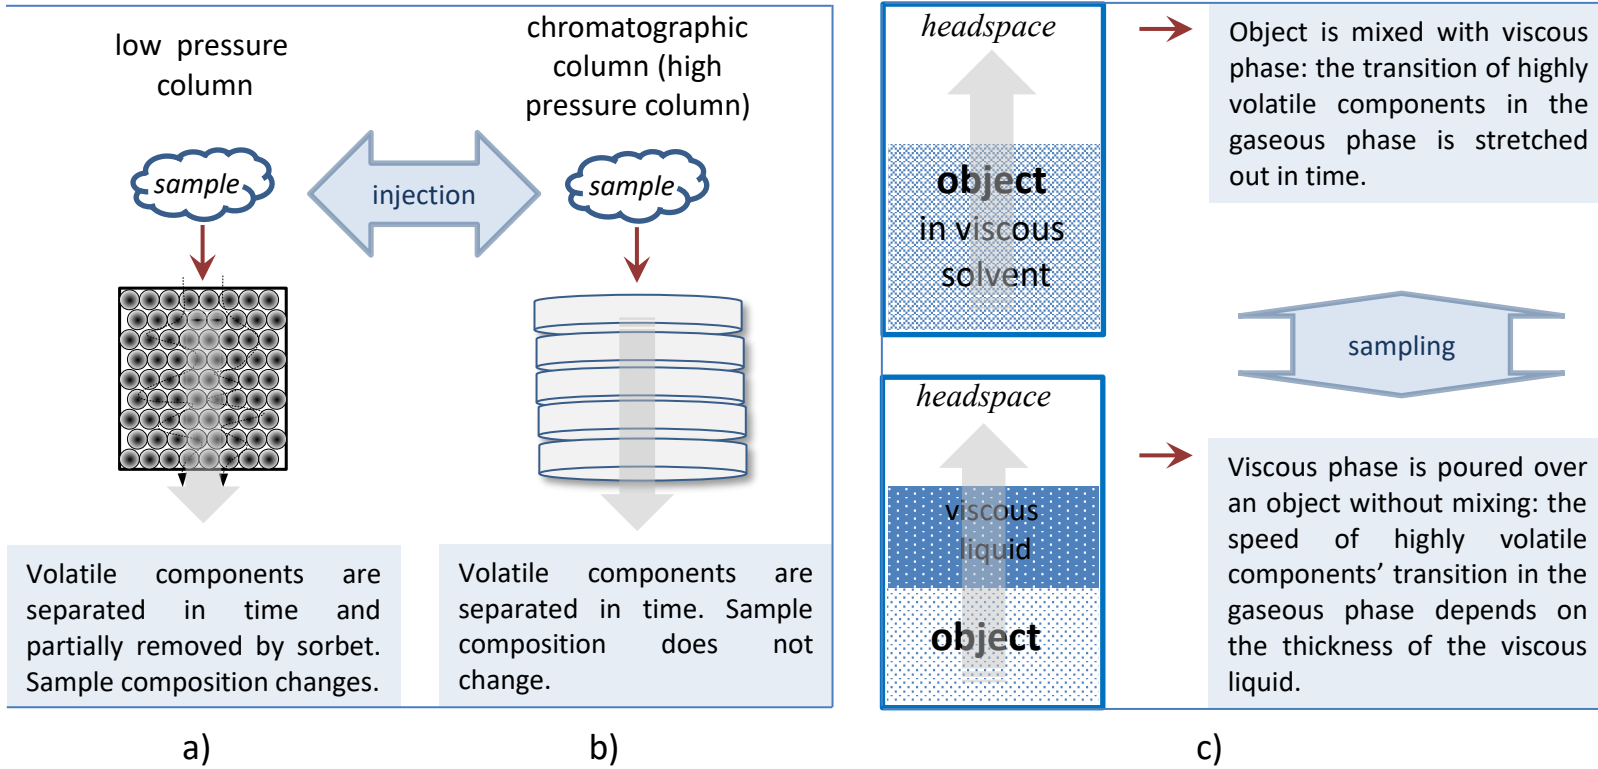 low pressure
column
sample
Volatile components are
separated in time and
partially removed by sorbet.
Sample composition changes.
a)
injection
chromatographic
column (high
pressure column)
sample
Volatile components are
separated in time. Sample
composition does not
change.
b)
headspace
object
in viscous
solvent
Object is mixed with viscous
phase: the transition of highly
volatile components in the
gaseous phase is stretched
out in time.
sampling
headspace
viscous
liquid
object
Viscous phase is poured over
an object without mixing: the
speed of highly volatile
components’ transition in the
gaseous phase depends on
the thickness of the viscous
liquid.
c)